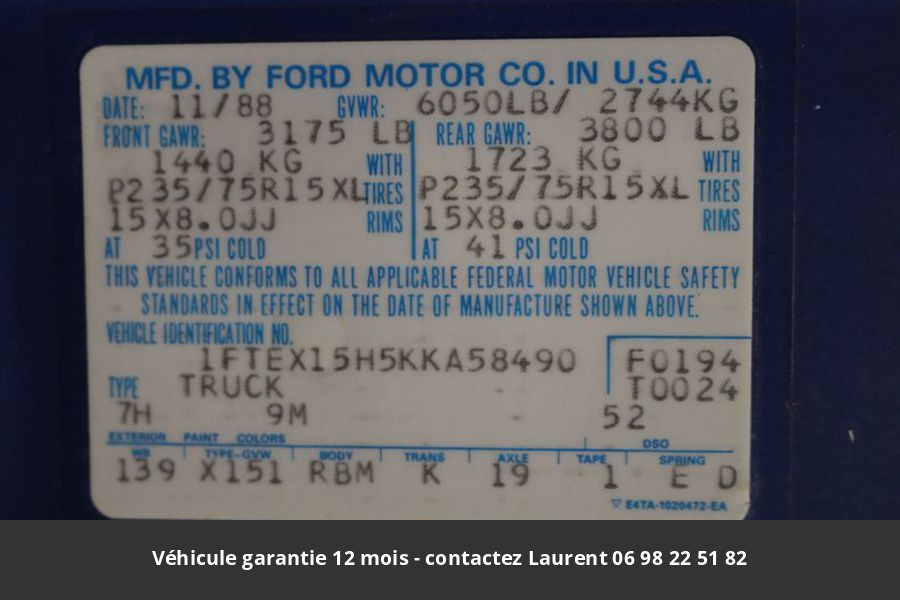 MFD. BY FORD MOTOR CO. IN U.S.A.
DATE: 11/88 GVWR: 6050LB/ 2744KG
FRONT GAWR: 3175 LB REAR GAWR: 3800 LB
1440 KG WITH 1723 KG WITH
P235/75R15XL TIRES P235/75R15XL TIRES
15X8.0JJ RIMS 15X8.0JJ RIMS
AT 35 PSI COLD AT 41 PSI COLD
THIS VEHICLE CONFORMS TO ALL APPLICABLE FEDERAL MOTOR VEHICLE SAFETY
STANDARDS IN EFFECT ON THE DATE OF MANUFACTURE SHOWN ABOVE.
VEHICLE IDENTIFICATION NO.
1FTEX15H5KKA58490 F0194
TYPE TRUCK T0024
7H 9M 52
EXTERIOR PAINT COLORS DSO
WB TYPE-GVW BODY TRANS AXLE TAPE SPRING
139 X151 RBM K 19 1 E D
▽ E4TA-1020472-EA
Véhicule garantie 12 mois - contactez Laurent 06 98 22 51 82